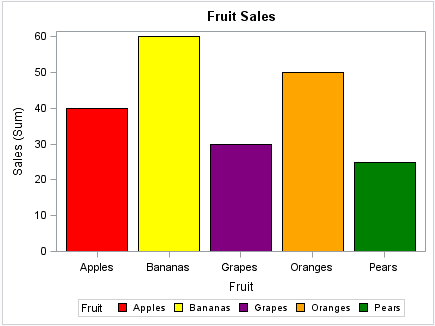 Fruit Sales
60
50
40
30
20
10
0
Sales (Sum)
Apples Bananas Grapes Oranges Pears
Fruit
Fruit Apples Bananas Grapes Oranges Pears